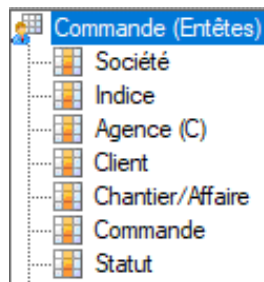 Commande (Entêtes)
Société
Indice
Agence (C)
Client
Chantier/Affaire
Commande
Statut